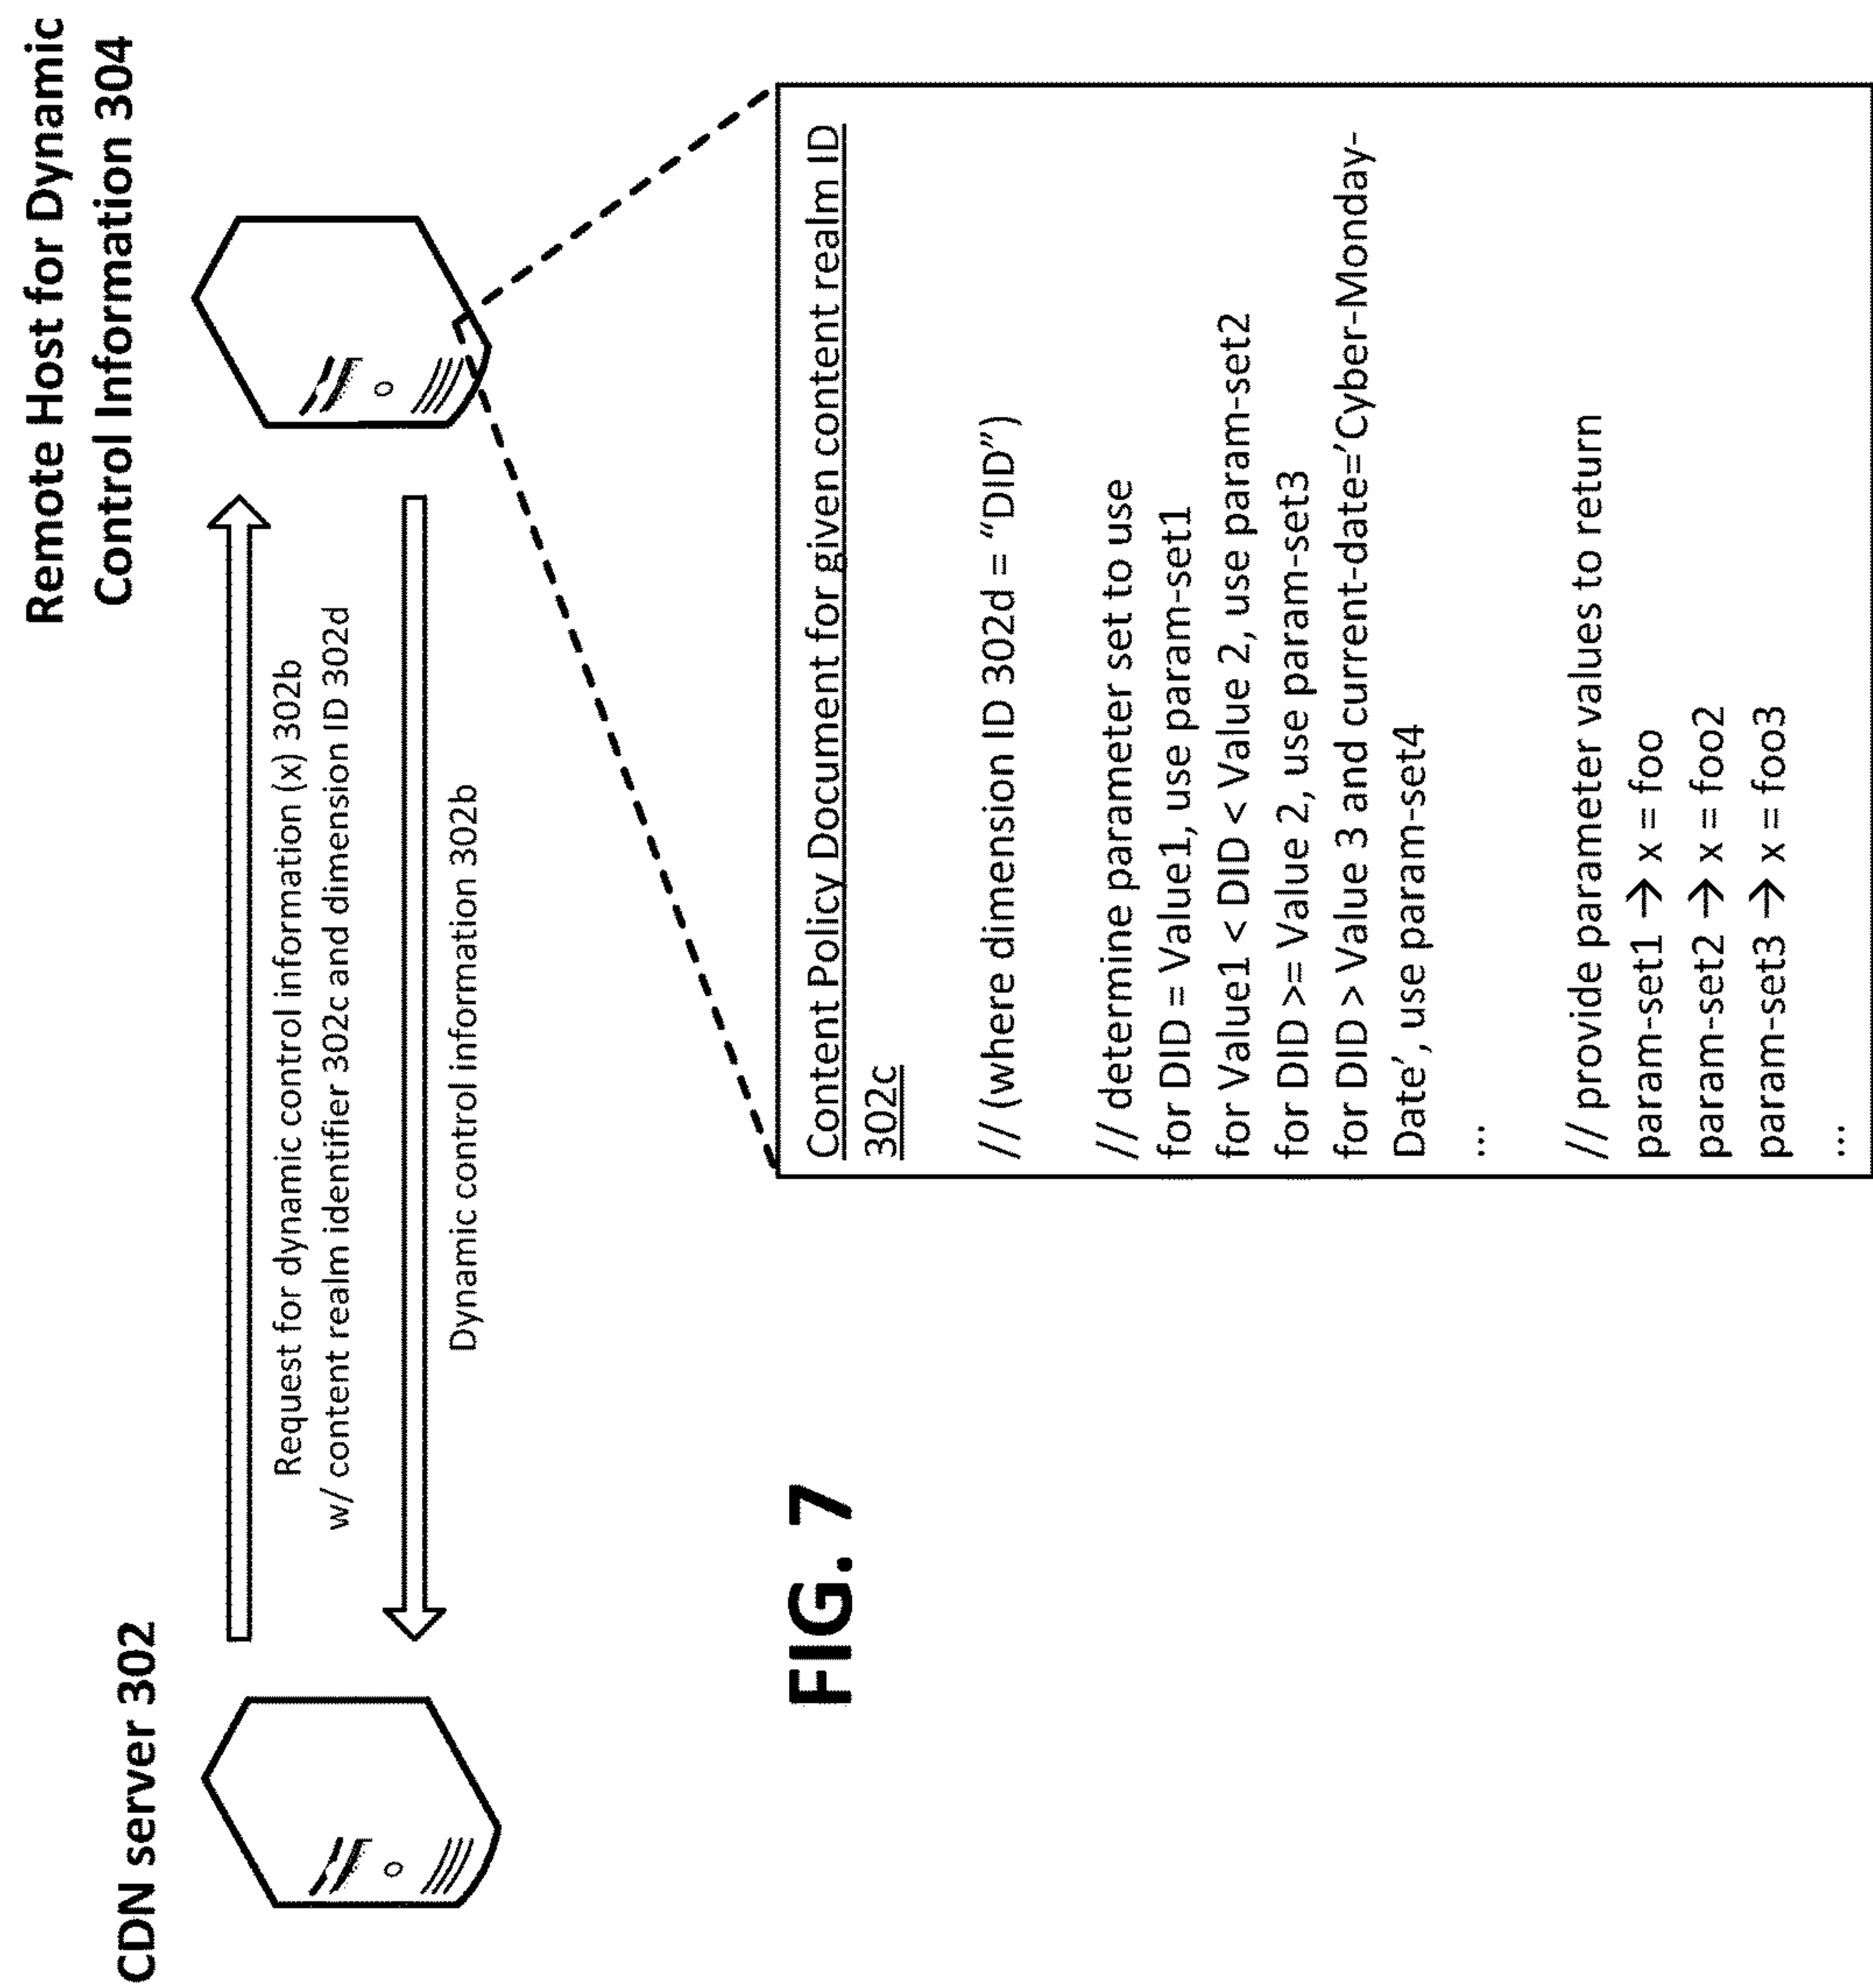 CDN server 302
Remote Host for Dynamic
Control Information 304
Request for dynamic control information (x) 302b
w/ content realm identifier 302c and dimension ID 302d
Dynamic control information 302b
Content Policy Document for given content realm ID
302c
// (where dimension ID 302d = “DID”)
// determine parameter set to use
for DID = Value1, use param-set1
for Value1 < DID < Value 2, use param-set2
for DID >= Value 2, use param-set3
for DID > Value 3 and current-date=’Cyber-Monday-
Date’, use param-set4
...
// provide parameter values to return
param-set1 → x = foo
param-set2 → x = foo2
param-set3 → x = foo3
...
FIG. 7